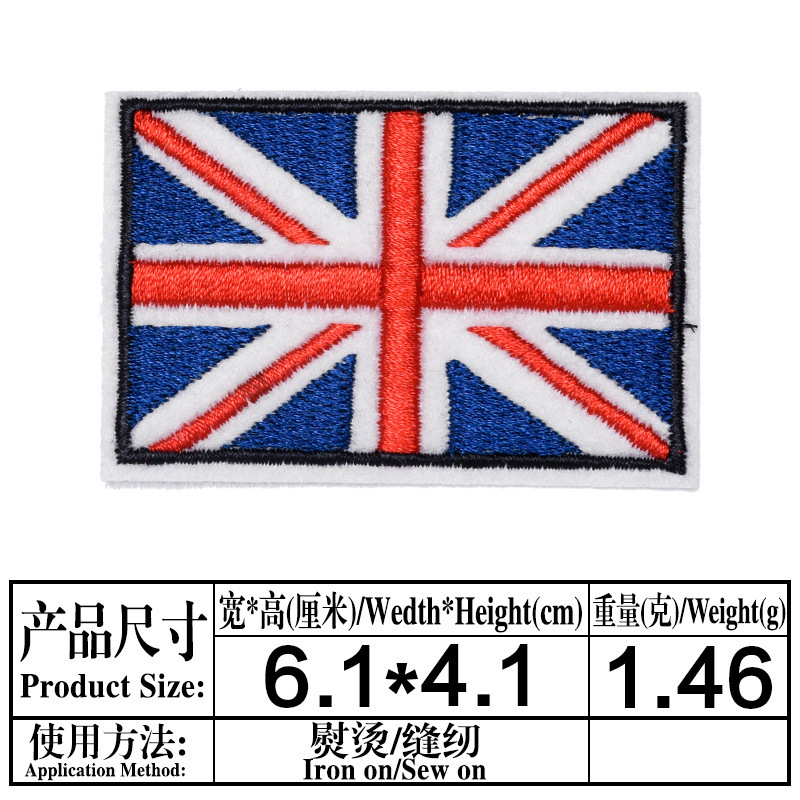 产品尺寸
Product Size:
宽*高(厘米)/Wedth*Height(cm)
重量(克)/Weight(g)
6.1*4.1
1.46
使用方法:
Application Method:
熨烫/缝纫
Iron on/Sew on